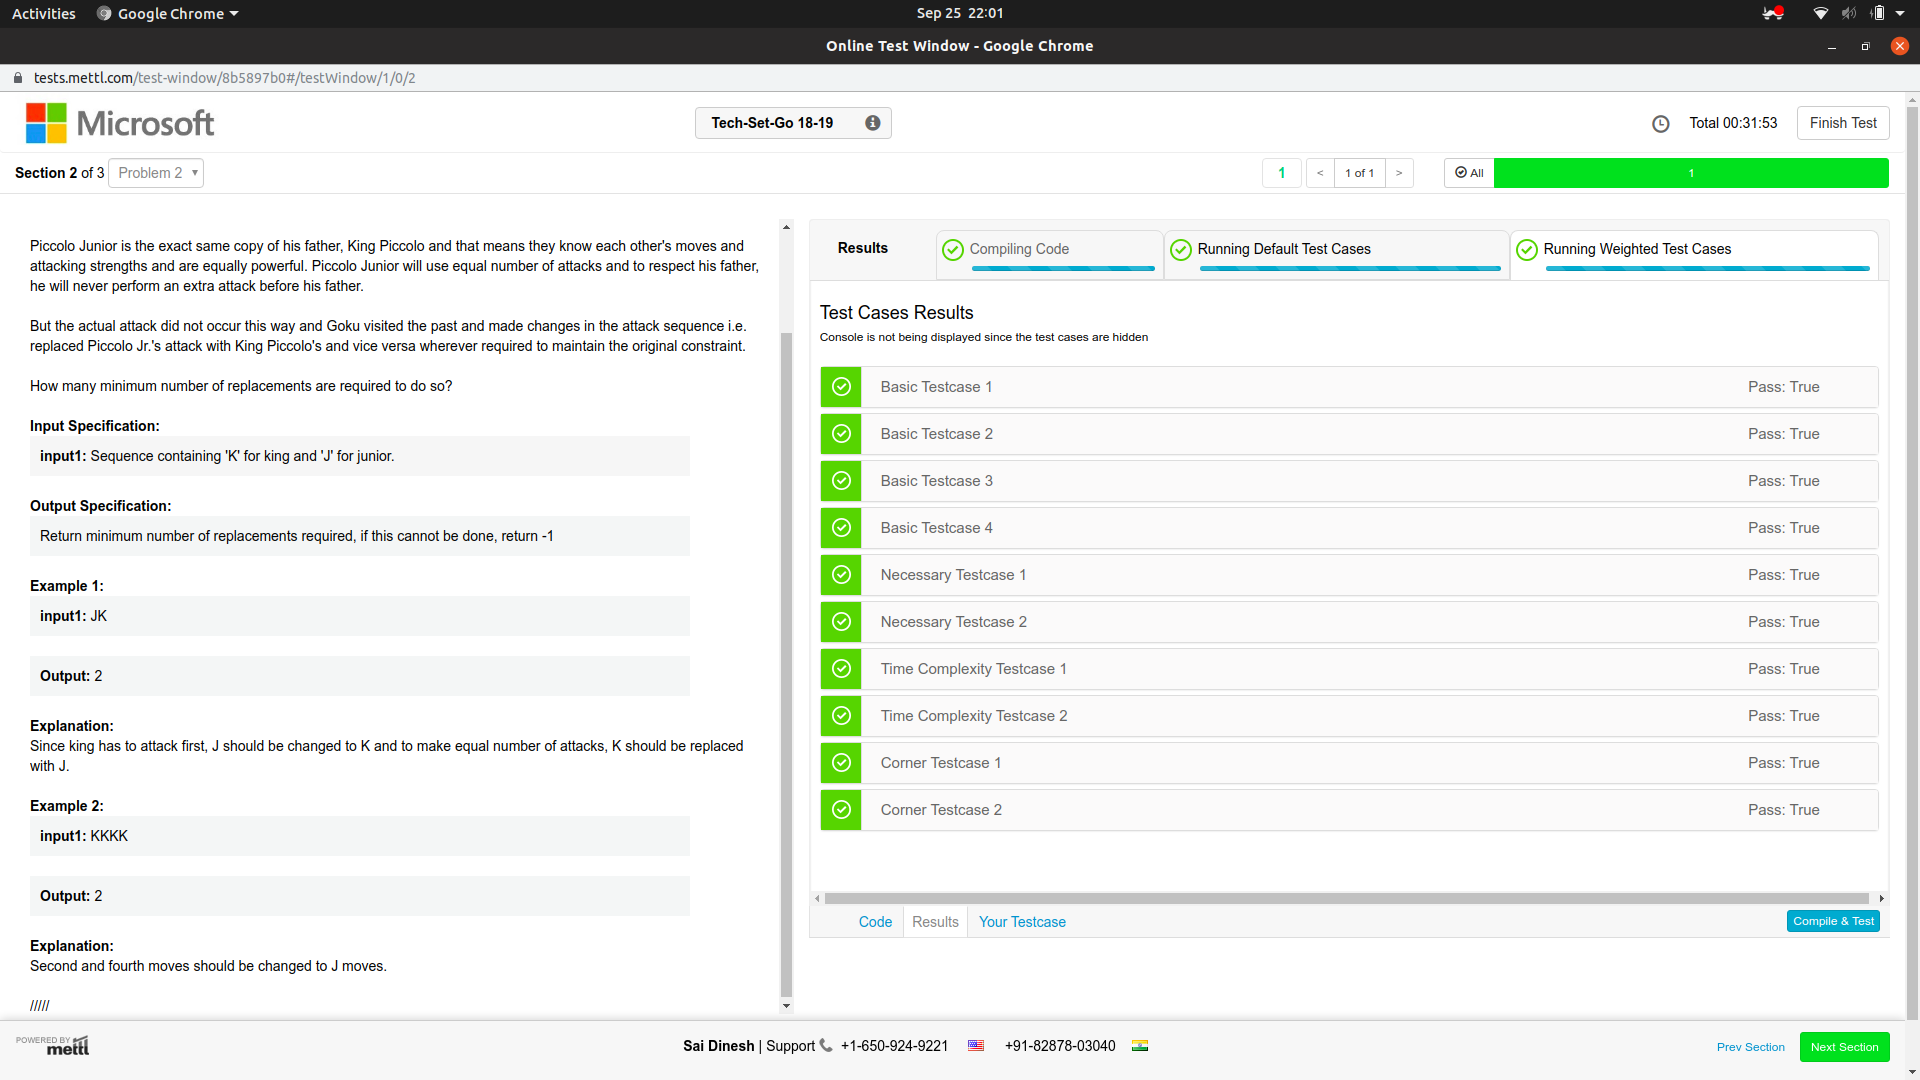 Activities
Google Chrome
Sep 25 22:01
Online Test Window - Google Chrome
tests.mettl.com/test-window/8b5897b0#/testWindow/1/0/2
Microsoft
Tech-Set-Go 18-19
Total 00:31:53
Finish Test
Section 2 of 3
Problem 2
1
<
1 of 1
>
All
1
Piccolo Junior is the exact same copy of his father, King Piccolo and that means they know each other's moves and
attacking strengths and are equally powerful. Piccolo Junior will use equal number of attacks and to respect his father,
he will never perform an extra attack before his father.
But the actual attack did not occur this way and Goku visited the past and made changes in the attack sequence i.e.
replaced Piccolo Jr.'s attack with King Piccolo's and vice versa wherever required to maintain the original constraint.
How many minimum number of replacements are required to do so?
Input Specification:
input1: Sequence containing 'K' for king and 'J' for junior.
Output Specification:
Return minimum number of replacements required, if this cannot be done, return -1
Example 1:
input1: JK
Output: 2
Explanation:
Since king has to attack first, J should be changed to K and to make equal number of attacks, K should be replaced
with J.
Example 2:
input1: KKKK
Output: 2
Explanation:
Second and fourth moves should be changed to J moves.
/////
Results
Compiling Code
Running Default Test Cases
Running Weighted Test Cases
Test Cases Results
Console is not being displayed since the test cases are hidden
Basic Testcase 1 Pass: True
Basic Testcase 2 Pass: True
Basic Testcase 3 Pass: True
Basic Testcase 4 Pass: True
Necessary Testcase 1 Pass: True
Necessary Testcase 2 Pass: True
Time Complexity Testcase 1 Pass: True
Time Complexity Testcase 2 Pass: True
Corner Testcase 1 Pass: True
Corner Testcase 2 Pass: True
Code
Results
Your Testcase
Compile & Test
POWERED BY
mettl
Sai Dinesh | Support +1-650-924-9221 +91-82878-03040
Prev Section
Next Section